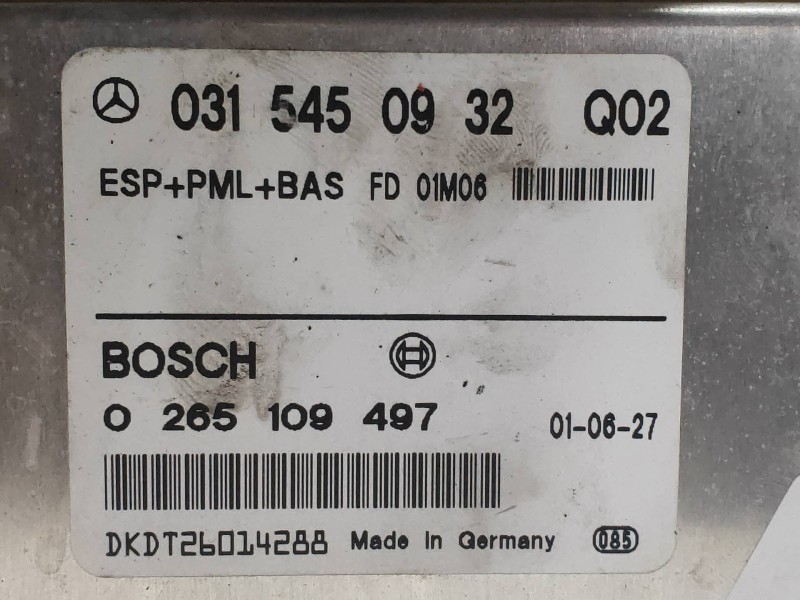 031 545 09 32 Q02
ESP+PML+BAS FD 01M06
BOSCH
0 265 109 497 01-06-27
DKDT26014288 Made in Germany 085